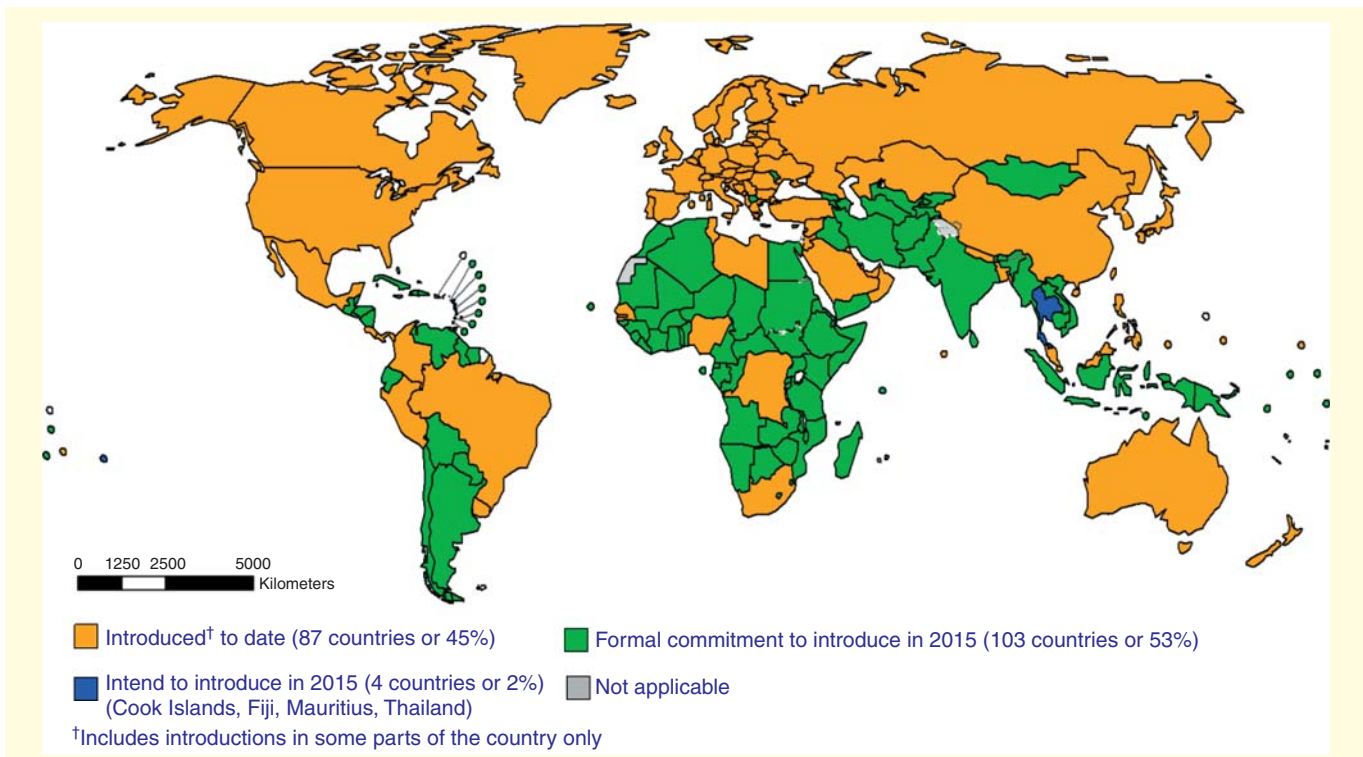 0 1250 2500 5000
Kilometers
Introduced† to date (87 countries or 45%)
Formal commitment to introduce in 2015 (103 countries or 53%)
Intend to introduce in 2015 (4 countries or 2%)
(Cook Islands, Fiji, Mauritius, Thailand)
Not applicable
†Includes introductions in some parts of the country only